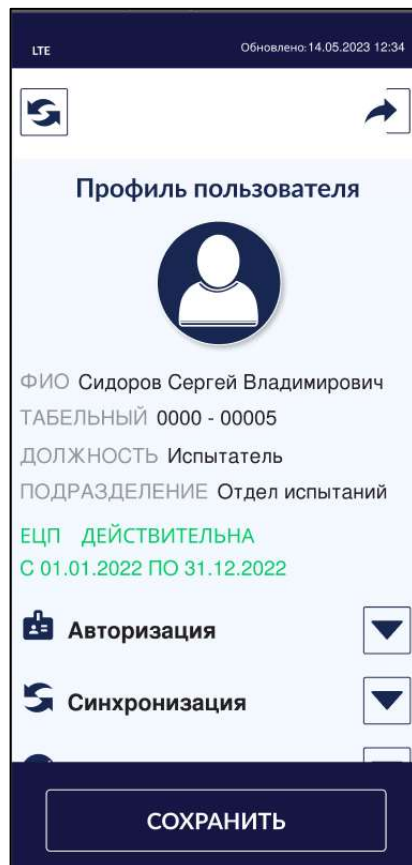 LTE Обновлено:14.05.2023 12:34
Профиль пользователя
ФИО Сидоров Сергей Владимирович
ТАБЕЛЬНЫЙ 0000 - 00005
ДОЛЖНОСТЬ Испытатель
ПОДРАЗДЕЛЕНИЕ Отдел испытаний
ЕЦП ДЕЙСТВИТЕЛЬНА
С 01.01.2022 ПО 31.12.2022
Авторизация
Синхронизация
СОХРАНИТЬ